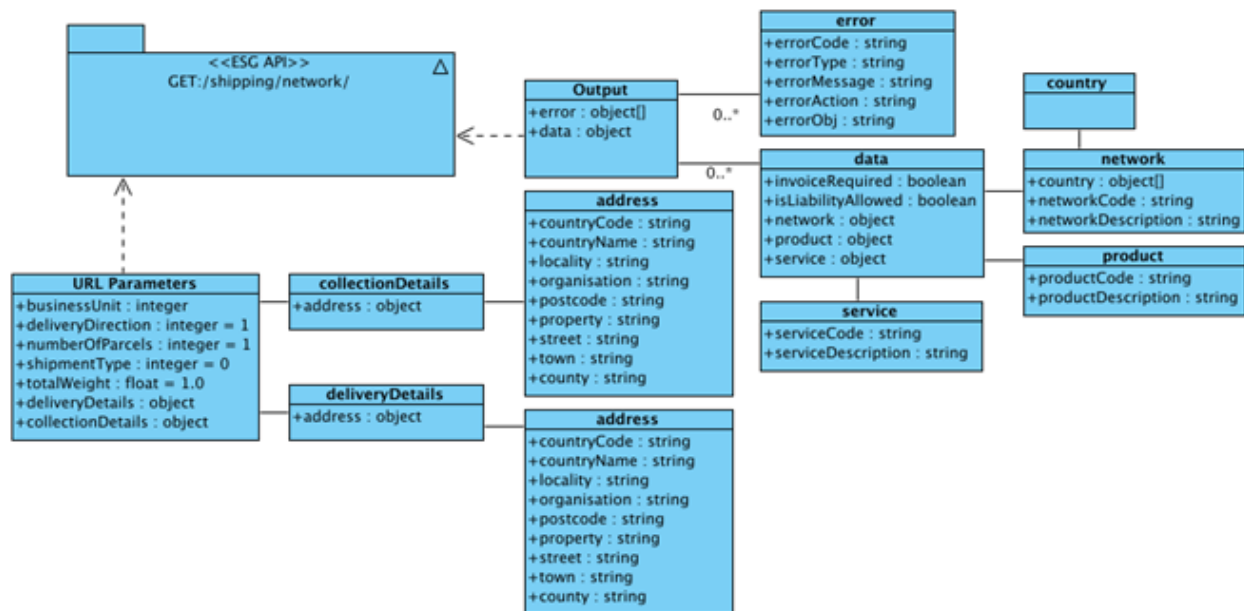 <<ESG API>>
GET:/shipping/network/
Output
+error : object[]
+data : object
error
+errorCode : string
+errorType : string
+errorMessage : string
+errorAction : string
+errorObj : string
0..*
0..*
country
data
+invoiceRequired : boolean
+isLiabilityAllowed : boolean
+network : object
+product : object
+service : object
network
+country : object[]
+networkCode : string
+networkDescription : string
product
+productCode : string
+productDescription : string
service
+serviceCode : string
+serviceDescription : string
URL Parameters
+businessUnit : integer
+deliveryDirection : integer = 1
+numberOfParcels : integer = 1
+shipmentType : integer = 0
+totalWeight : float = 1.0
+deliveryDetails : object
+collectionDetails : object
collectionDetails
+address : object
address
+countryCode : string
+countryName : string
+locality : string
+organisation : string
+postcode : string
+property : string
+street : string
+town : string
+county : string
deliveryDetails
+address : object
address
+countryCode : string
+countryName : string
+locality : string
+organisation : string
+postcode : string
+property : string
+street : string
+town : string
+county : string